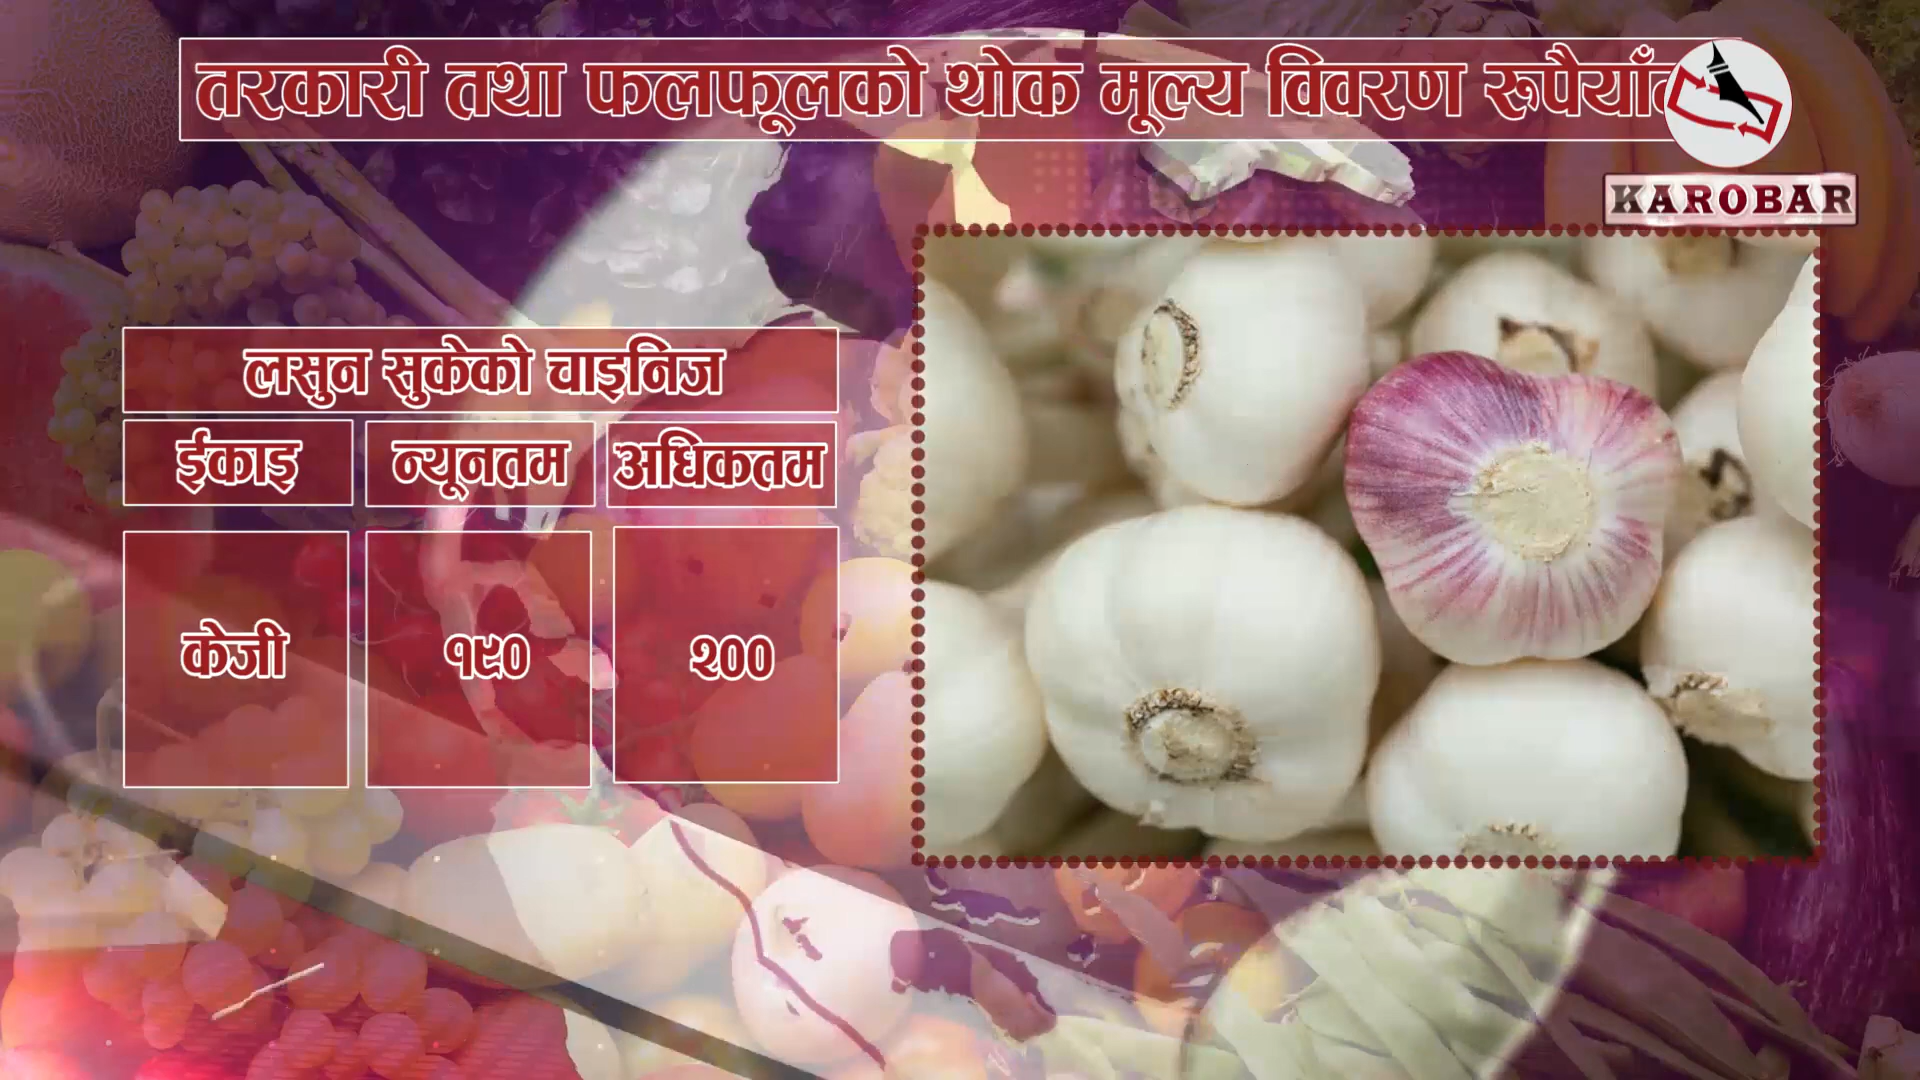 तरकारी तथा फलफूलको थोक मूल्य विवरण रूपैयाँ
KAROBAR
लसुन सुकेको चाइनिज
ईकाइ न्यूनतम अधिकतम
केजी १९० २००